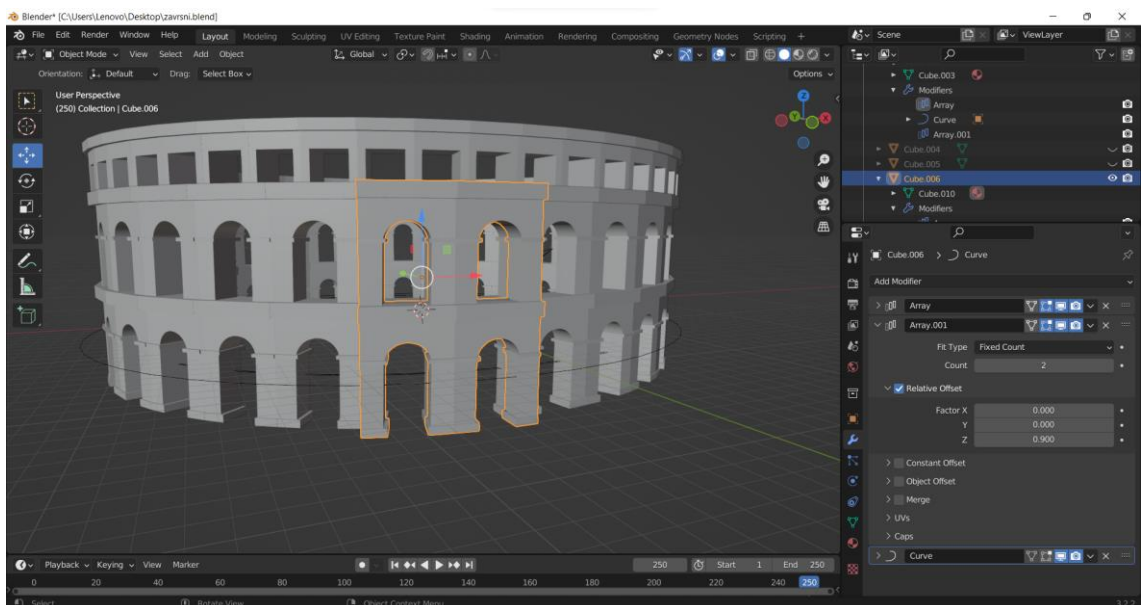 Blender* [C:\Users\Lenovo\Desktop\zavrsni.blend]
File Edit Render Window Help Layout Modeling Sculpting UV Editing Texture Paint Shading Animation Rendering Compositing Geometry Nodes Scripting + Scene ViewLayer
Object Mode View Select Add Object Global
Orientation: Default Drag: Select Box Options
User Perspective
(250) Collection | Cube.006
Z
Y
X
Cube.003
Modifiers
Array
Curve
Array.001
Cube.004
Cube.005
Cube.006
Cube.010
Modifiers
Cube.006 > Curve
Add Modifier
Array
Array.001
Fit Type Fixed Count
Count 2
Relative Offset
Factor X 0.000
Y 0.000
Z 0.900
Constant Offset
Object Offset
Merge
UVs
Caps
Curve
Playback Keying View Marker 250 Start 1 End 250
0 20 40 60 80 100 120 140 160 180 200 220 240 250
Select Rotate View Object Context Menu 3.2.2